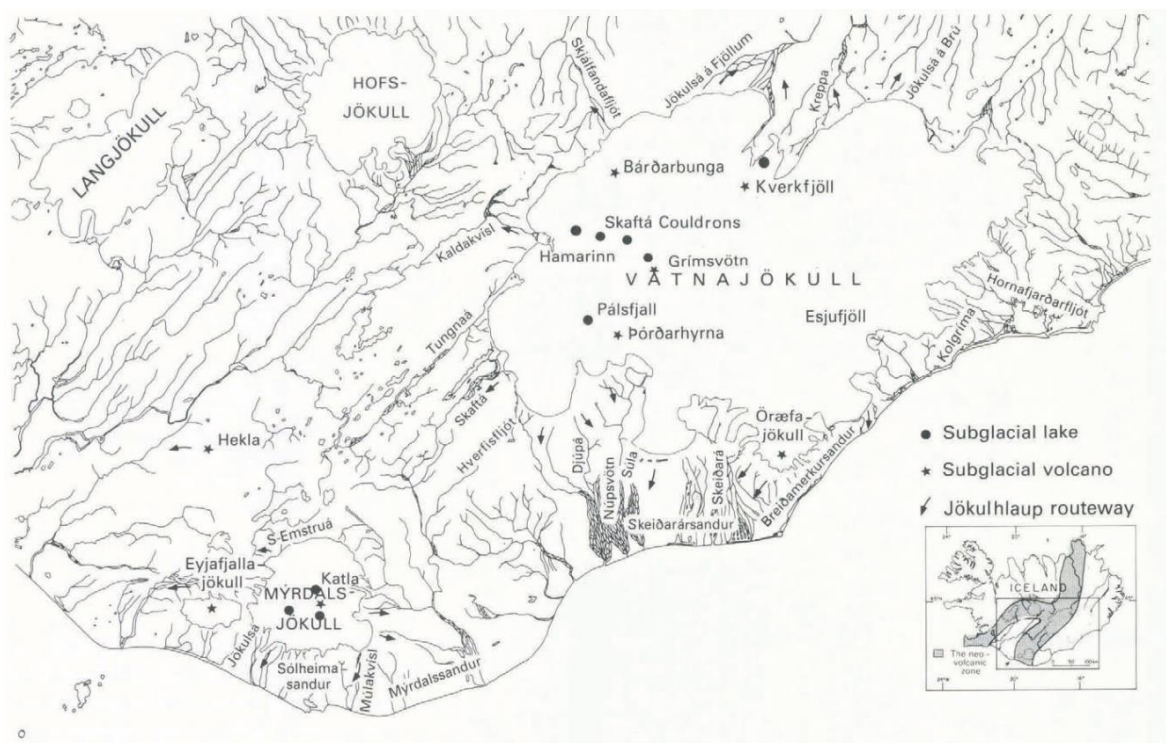 Skjálfandafljót
Jökulsá á Fjöllum
Kreppa
Jökulsá á Brú
HOFS-
JÖKULL
LANGJÖKULL
Bárðarbunga
Kverkfjöll
Skaftá Couldrons
Kaldakvísl
Hamarinn
Grímsvötn
VATNAJÖKULL
Hornafjarðarfljót
Pálsfjall
Esjufjöll
Þórðarhyrna
Kolgríma
Tungnaá
Skaftá
Hverfisfljót
Öræfa-
jökull
Hekla
Djúpá
Núpsvötn
Súla
Skeiðará
Breiðamerkursandur
Skeiðarársandur
Subglacial lake
Subglacial volcano
Jökulhlaup routeway
S-Emstruá
Eyjafjalla
jökull
Katla
MÝRDALS-
JÖKULL
Jökulsá
Sólheima-
sandur
Múlakvísl
Mýrdalssandur
ICELAND
The neo-
volcanic
zone